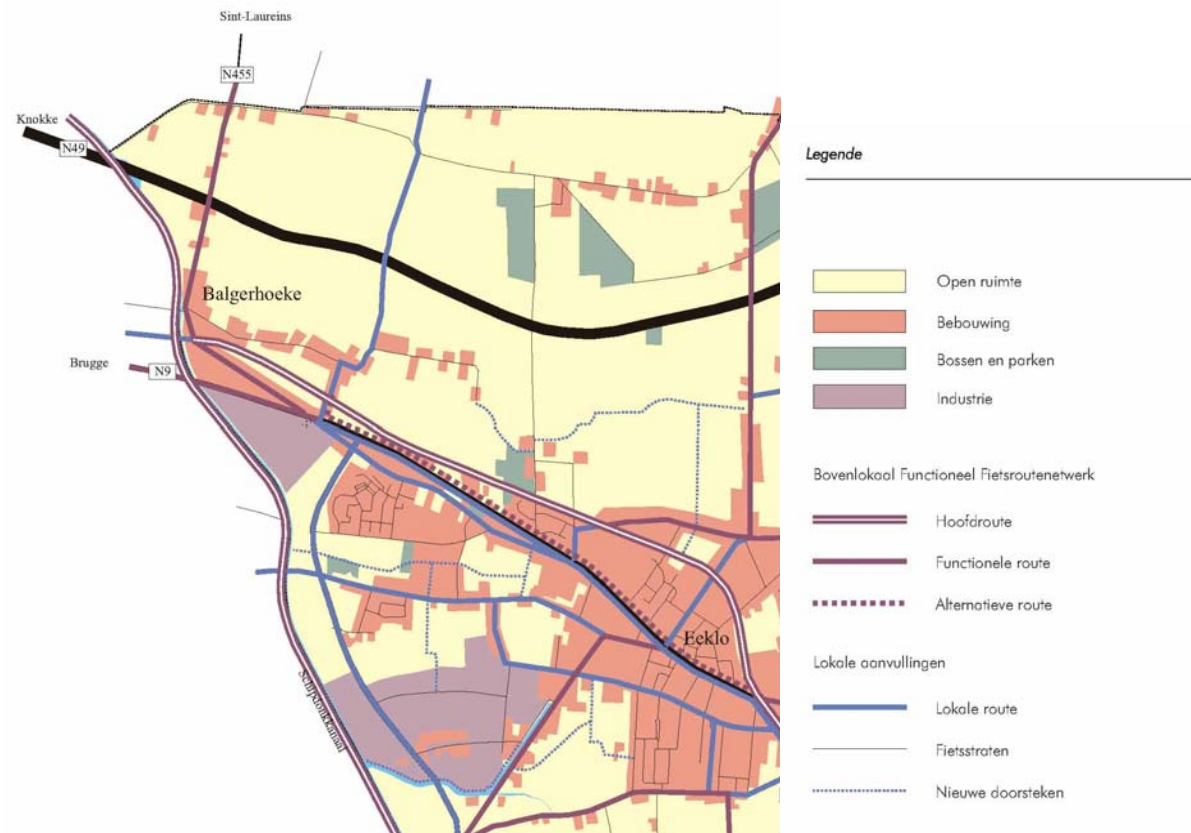 Sint-Laureins
N455
Knokke
N49
Balgerhoeke
Brugge
N9
Eeklo
Schipdonkkanaal
Legende
Open ruimte
Bebouwing
Bossen en parken
Industrie
Bovenlokaal Functioneel Fietsroutenetwerk
Hoofdroute
Functionele route
Alternatieve route
Lokale aanvullingen
Lokale route
Fietsstraten
Nieuwe doorsteken